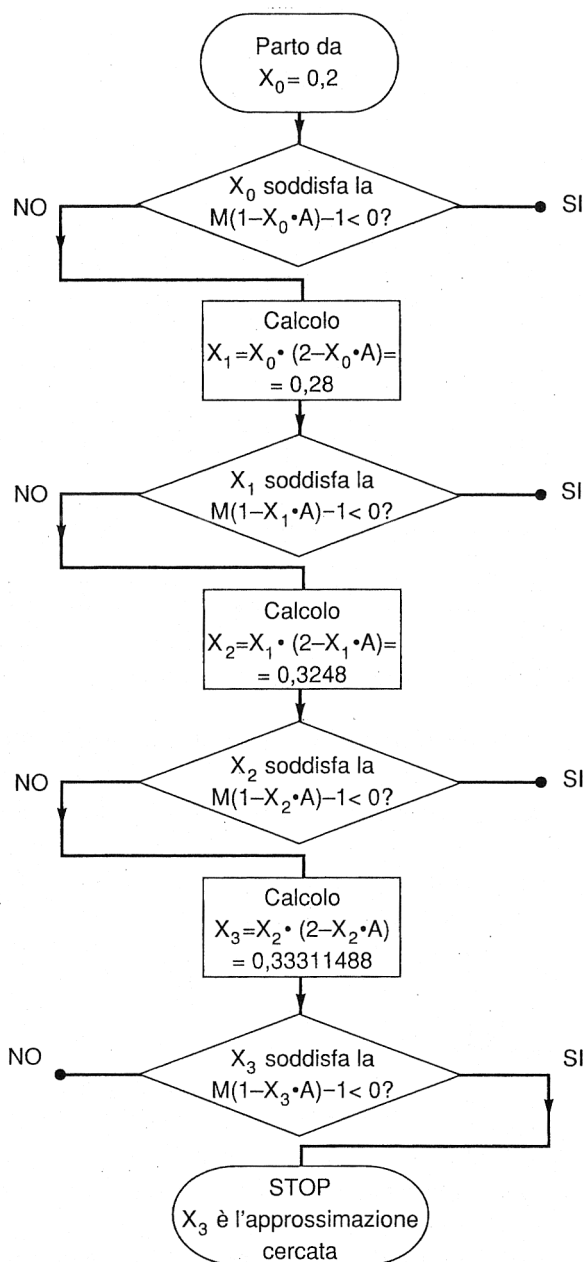 Parto da
X₀= 0,2
X₀ soddisfa la
M(1–X₀•A)–1< 0?
NO
SI
Calcolo
X₁=X₀• (2–X₀•A)=
= 0,28
X₁ soddisfa la
M(1–X₁•A)–1< 0?
NO
SI
Calcolo
X₂=X₁• (2–X₁•A)=
= 0,3248
X₂ soddisfa la
M(1–X₂•A)–1< 0?
NO
SI
Calcolo
X₃=X₂• (2–X₂•A)
= 0,33311488
X₃ soddisfa la
M(1–X₃•A)–1< 0?
NO
SI
STOP
X₃ è l'approssimazione
cercata